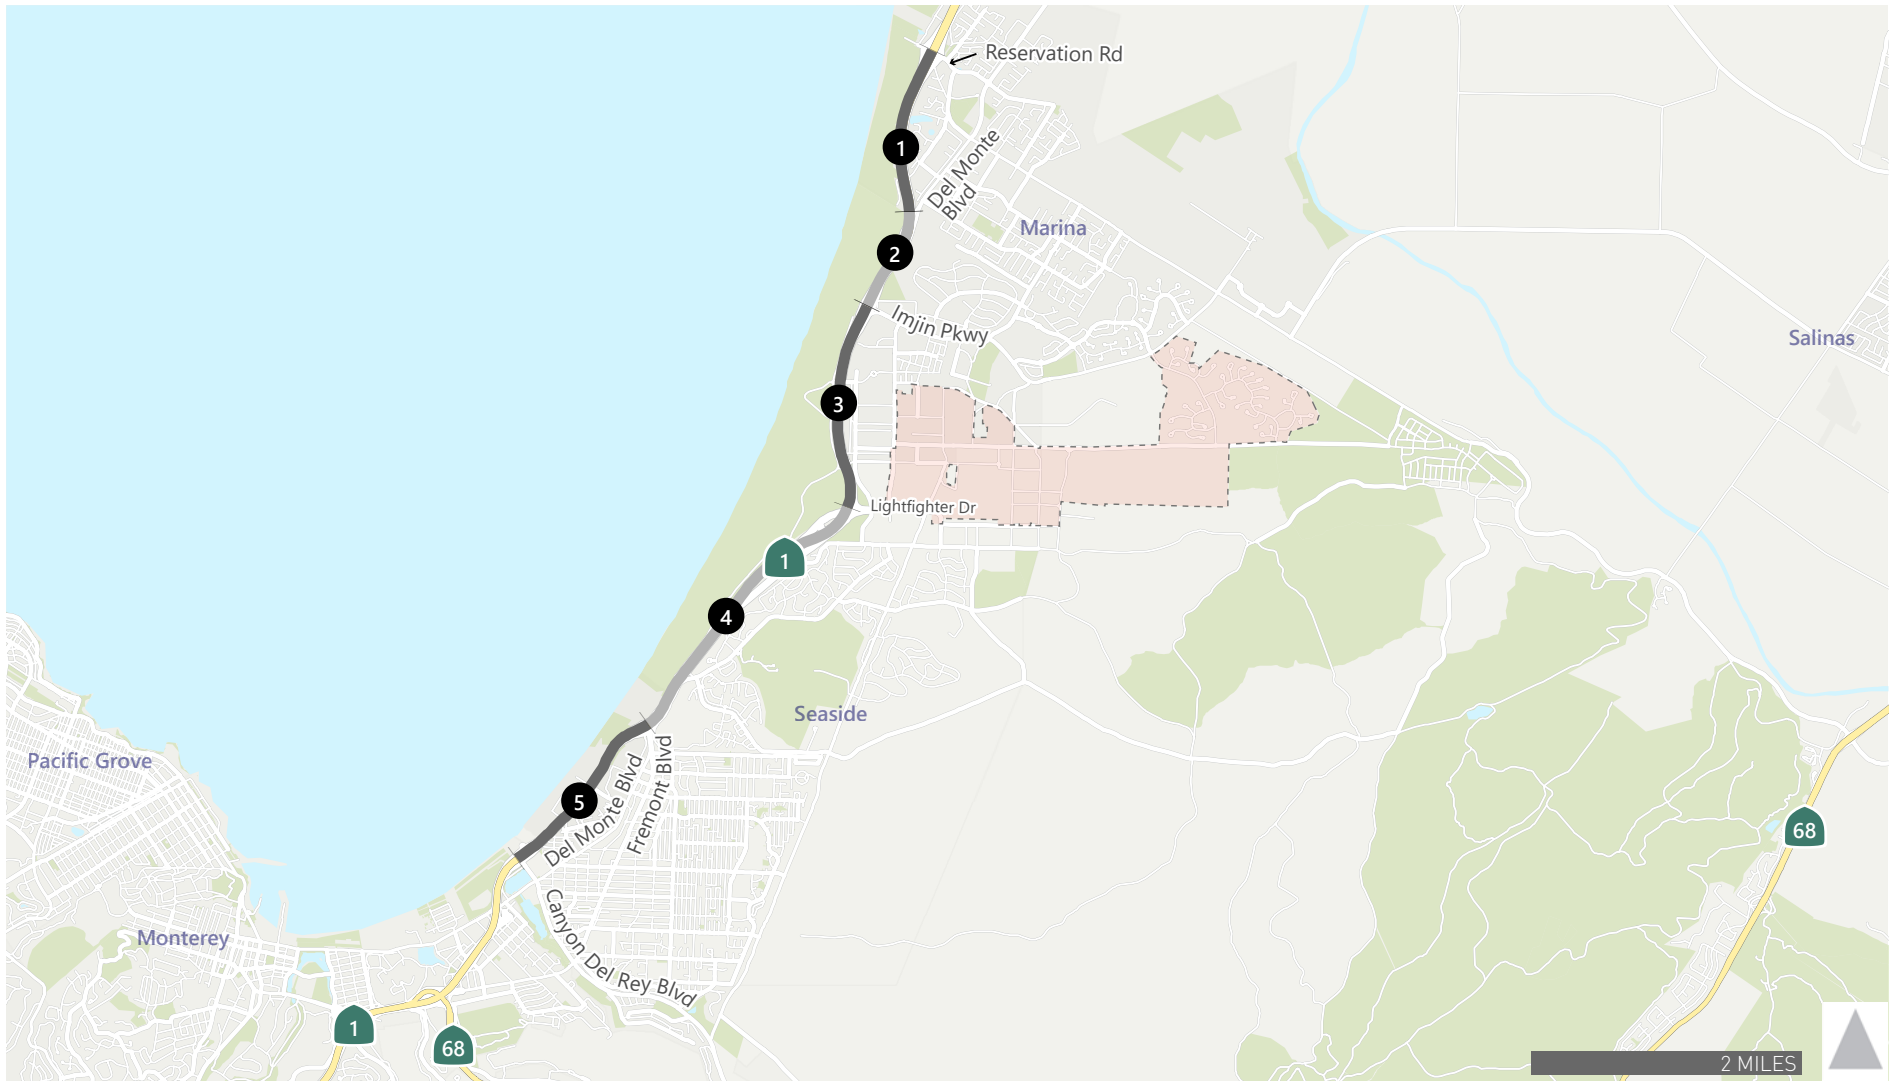 Reservation Rd
1
Del Monte
Blvd
Marina
2
Imjin Pkwy
Salinas
3
Lightfighter Dr
1
4
Seaside
Pacific Grove
5
Del Monte Blvd
Fremont Blvd
68
Canyon Del Rey Blvd
Monterey
1
68
2 MILES